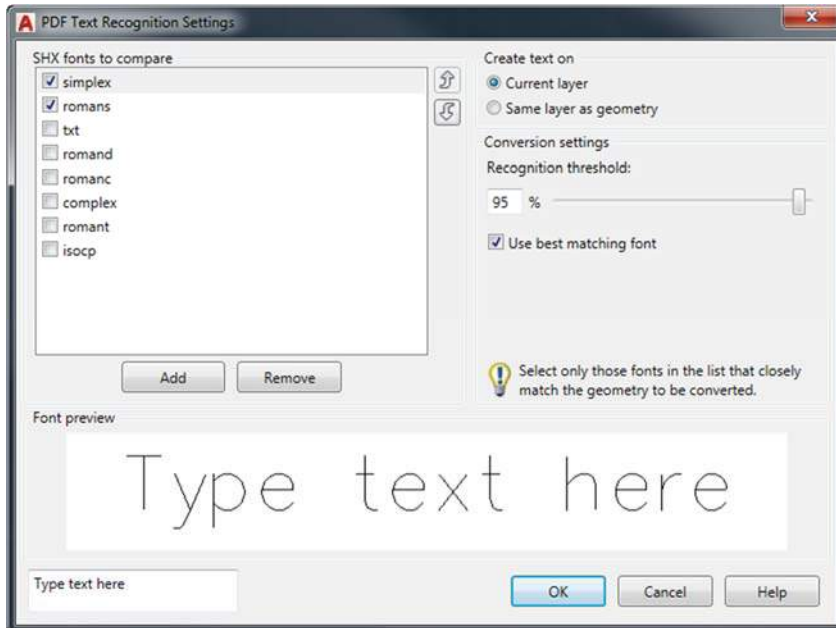 PDF Text Recognition Settings
SHX fonts to compare
simplex
romans
txt
romand
romanc
complex
romant
isocp
Add
Remove
Create text on
Current layer
Same layer as geometry
Conversion settings
Recognition threshold:
95 %
Use best matching font
Select only those fonts in the list that closely
match the geometry to be converted.
Font preview
Type text here
Type text here
OK
Cancel
Help